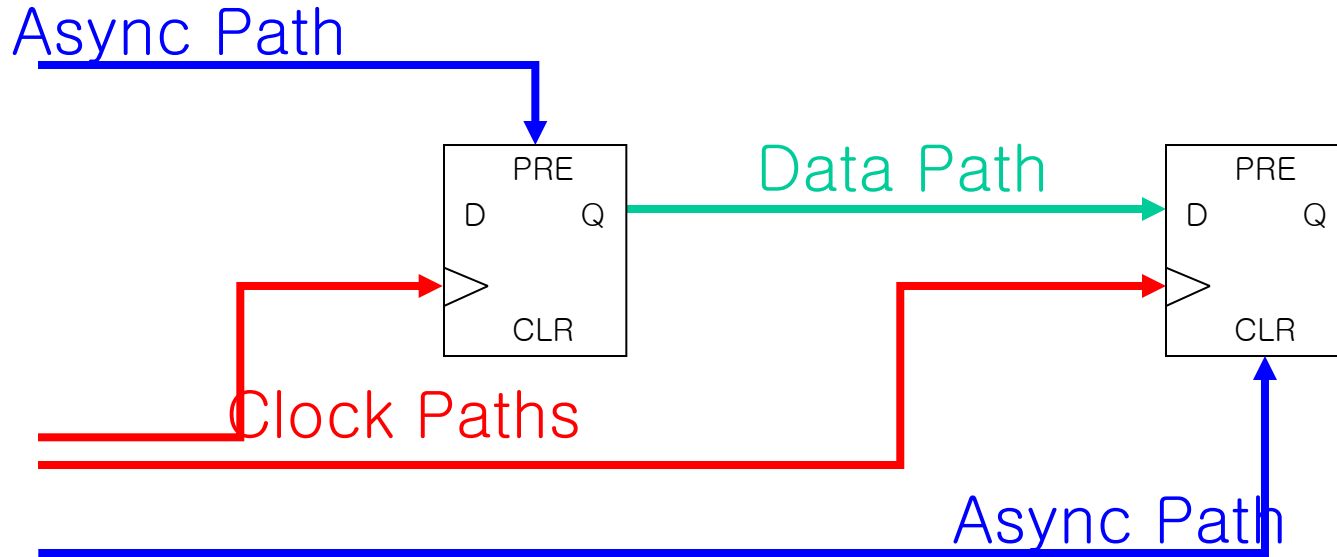 Async Path
PRE
Data Path
PRE
D
Q
D
Q
CLR
CLR
Clock Paths
Async Path